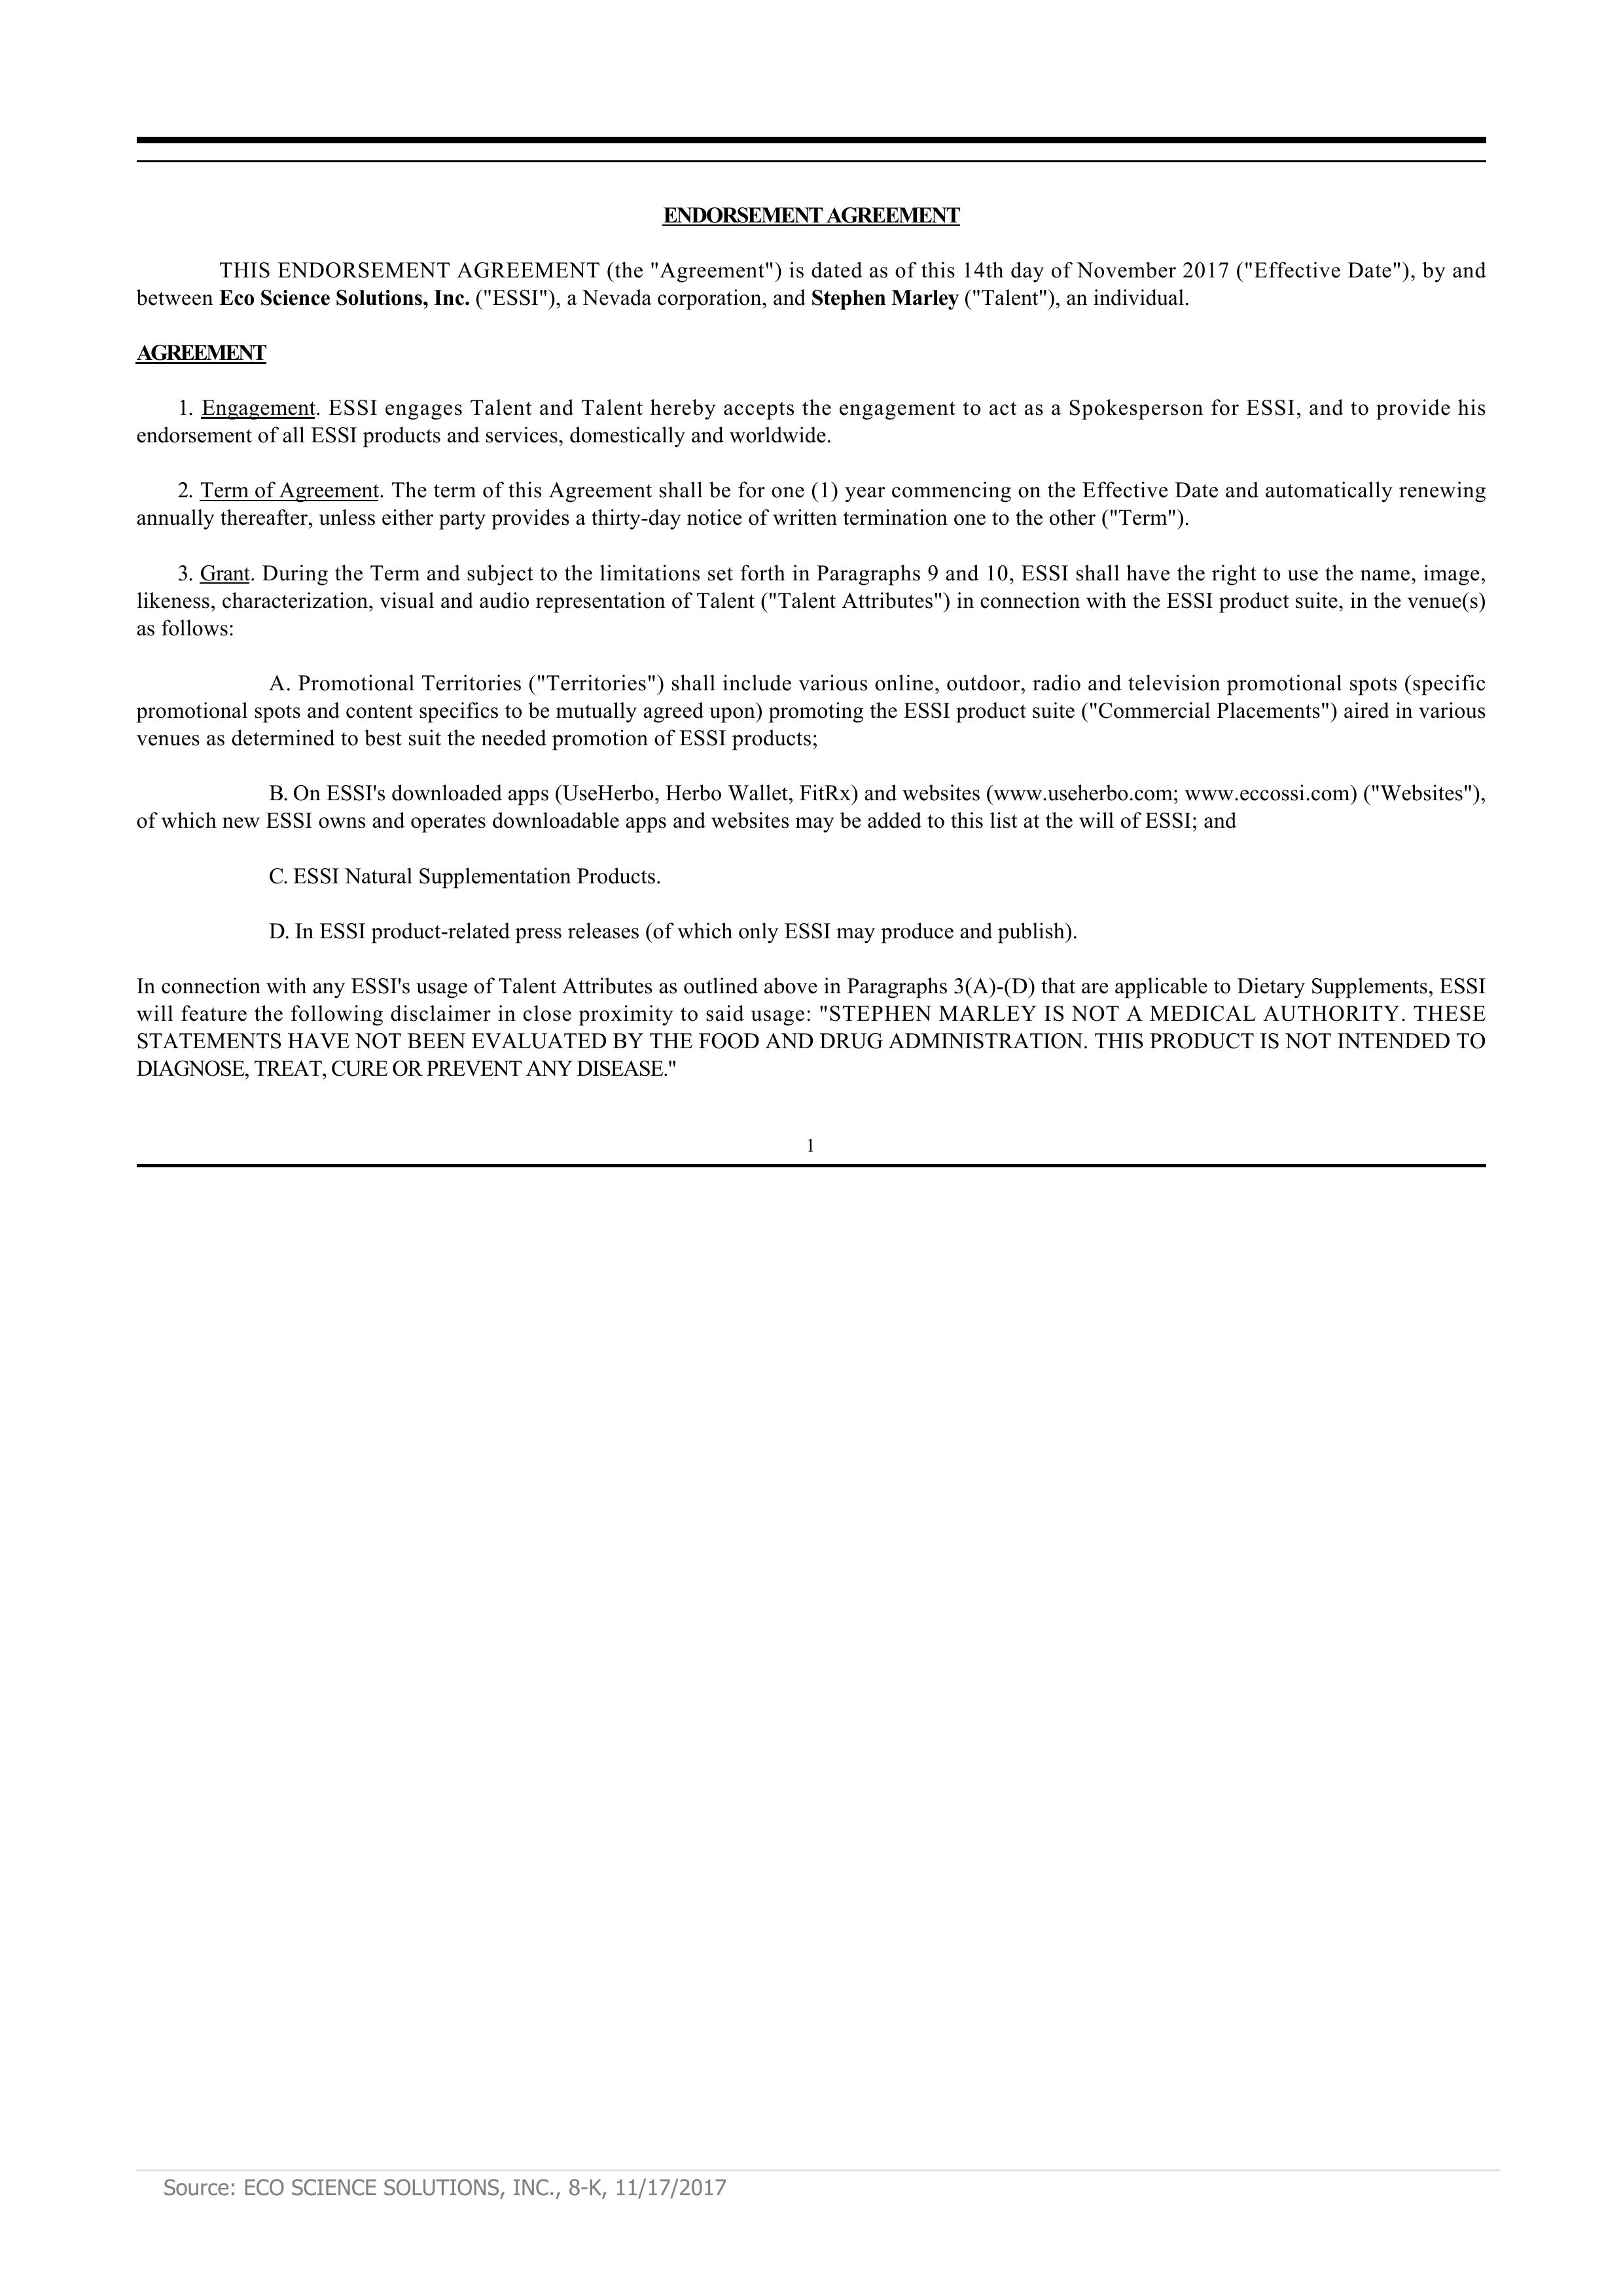 ENDORSEMENT AGREEMENT
THIS ENDORSEMENT AGREEMENT (the "Agreement") is dated as of this 14th day of November 2017 ("Effective Date"), by and
between Eco Science Solutions, Inc. ("ESSI"), a Nevada corporation, and Stephen Marley ("Talent"), an individual.
AGREEMENT
1. Engagement. ESSI engages Talent and Talent hereby accepts the engagement to act as a Spokesperson for ESSI, and to provide his
endorsement of all ESSI products and services, domestically and worldwide.
2. Term of Agreement. The term of this Agreement shall be for one (1) year commencing on the Effective Date and automatically renewing
annually thereafter, unless either party provides a thirty-day notice of written termination one to the other ("Term").
3. Grant. During the Term and subject to the limitations set forth in Paragraphs 9 and 10, ESSI shall have the right to use the name, image,
likeness, characterization, visual and audio representation of Talent ("Talent Attributes") in connection with the ESSI product suite, in the venue(s)
as follows:
A. Promotional Territories ("Territories") shall include various online, outdoor, radio and television promotional spots (specific
promotional spots and content specifics to be mutually agreed upon) promoting the ESSI product suite ("Commercial Placements") aired in various
venues as determined to best suit the needed promotion of ESSI products;
B. On ESSI's downloaded apps (UseHerbo, Herbo Wallet, FitRx) and websites (www.useherbo.com; www.eccossi.com) ("Websites"),
of which new ESSI owns and operates downloadable apps and websites may be added to this list at the will of ESSI; and
C. ESSI Natural Supplementation Products.
D. In ESSI product-related press releases (of which only ESSI may produce and publish).
In connection with any ESSI's usage of Talent Attributes as outlined above in Paragraphs 3(A)-(D) that are applicable to Dietary Supplements, ESSI
will feature the following disclaimer in close proximity to said usage: "STEPHEN MARLEY IS NOT A MEDICAL AUTHORITY. THESE
STATEMENTS HAVE NOT BEEN EVALUATED BY THE FOOD AND DRUG ADMINISTRATION. THIS PRODUCT IS NOT INTENDED TO
DIAGNOSE, TREAT, CURE OR PREVENT ANY DISEASE."
1
Source: ECO SCIENCE SOLUTIONS, INC., 8-K, 11/17/2017